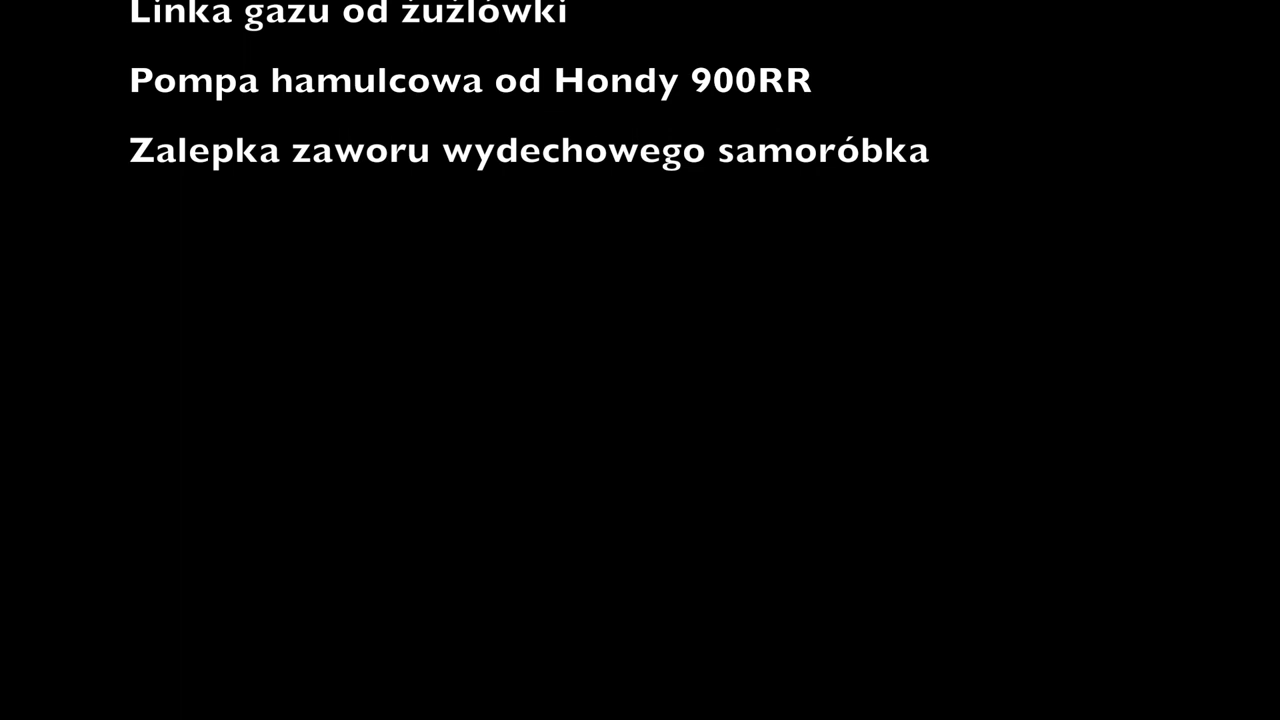 Linka gazu od żużlówki
Pompa hamulcowa od Hondy 900RR
Zalepka zaworu wydechowego samoróbka